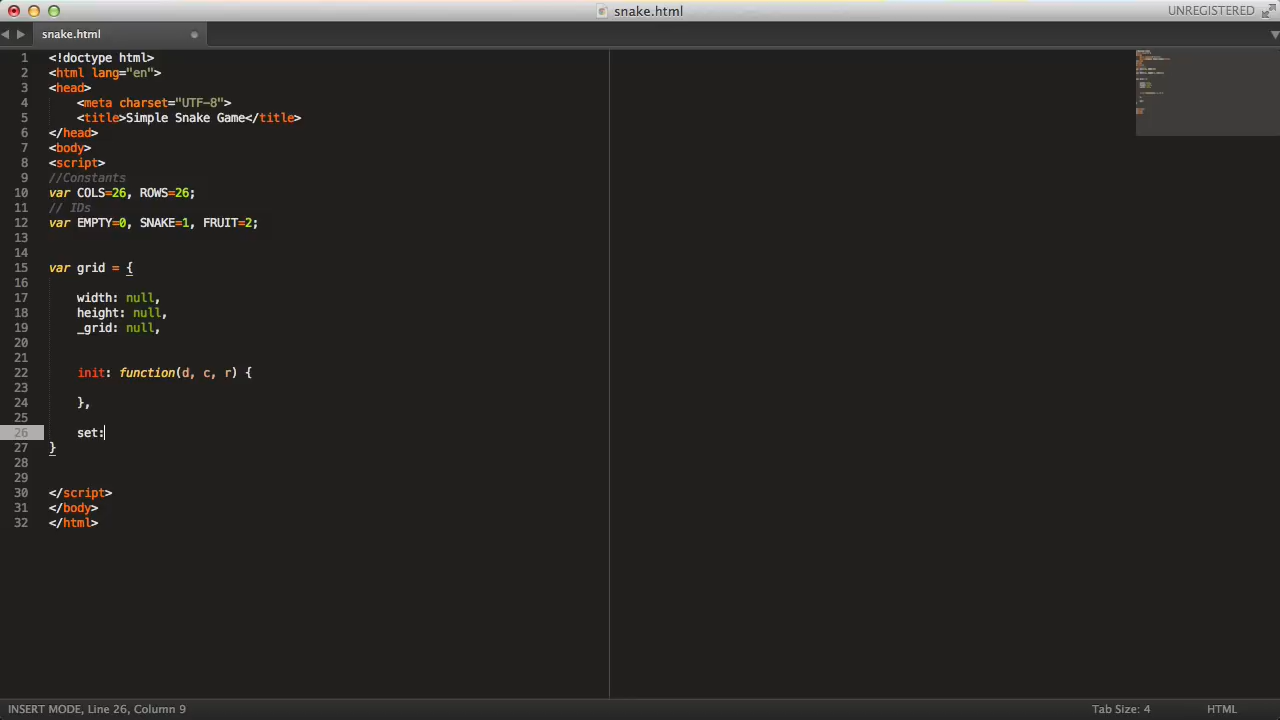 snake.html
UNREGISTERED
snake.html
1 <!doctype html>
2 <html lang="en">
3 <head>
4     <meta charset="UTF-8">
5     <title>Simple Snake Game</title>
6 </head>
7 <body>
8 <script>
9 //Constants
10 var COLS=26, ROWS=26;
11 // IDs
12 var EMPTY=0, SNAKE=1, FRUIT=2;
13
14
15 var grid = {
16
17     width: null,
18     height: null,
19     _grid: null,
20
21
22     init: function(d, c, r) {
23
24     },
25
26     set:
27 }
28
29
30 </script>
31 </body>
32 </html>
INSERT MODE, Line 26, Column 9
Tab Size: 4
HTML